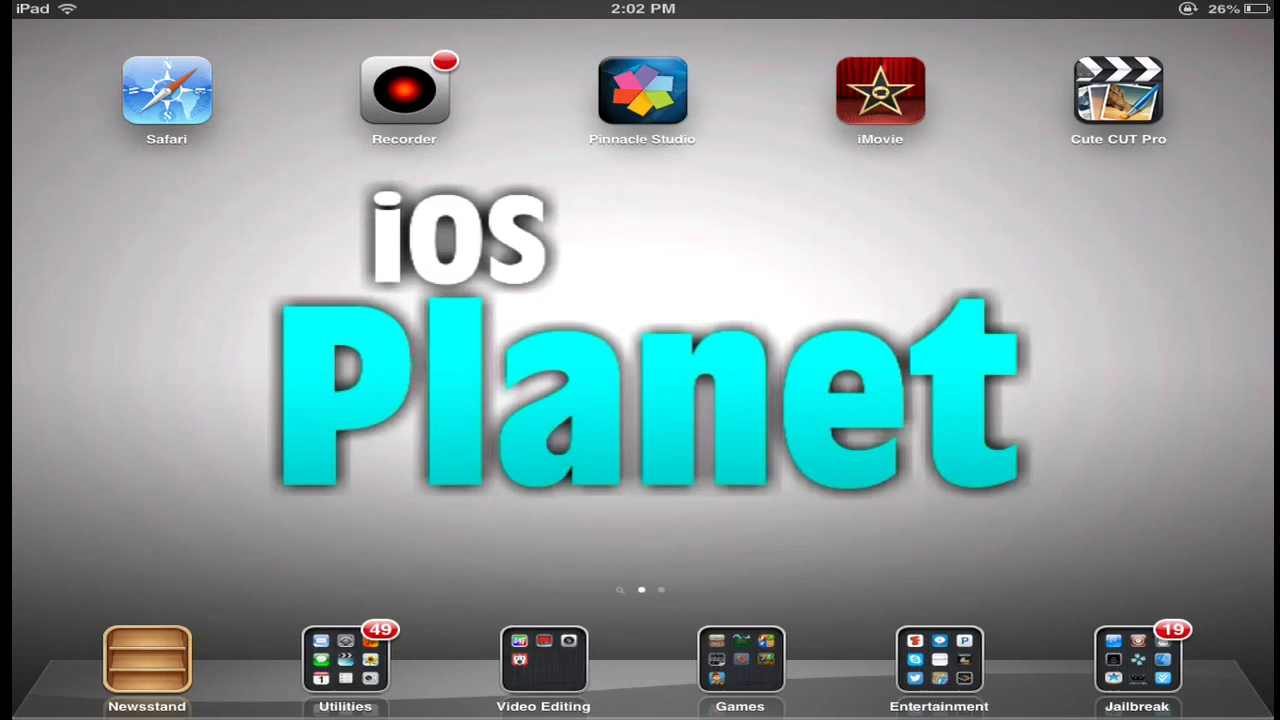 iPad
2:02 PM
26%
Safari
Recorder
Pinnacle Studio
iMovie
Cute CUT Pro
iOS
Planet
49
19
Newsstand
Utilities
Video Editing
Games
Entertainment
Jailbreak